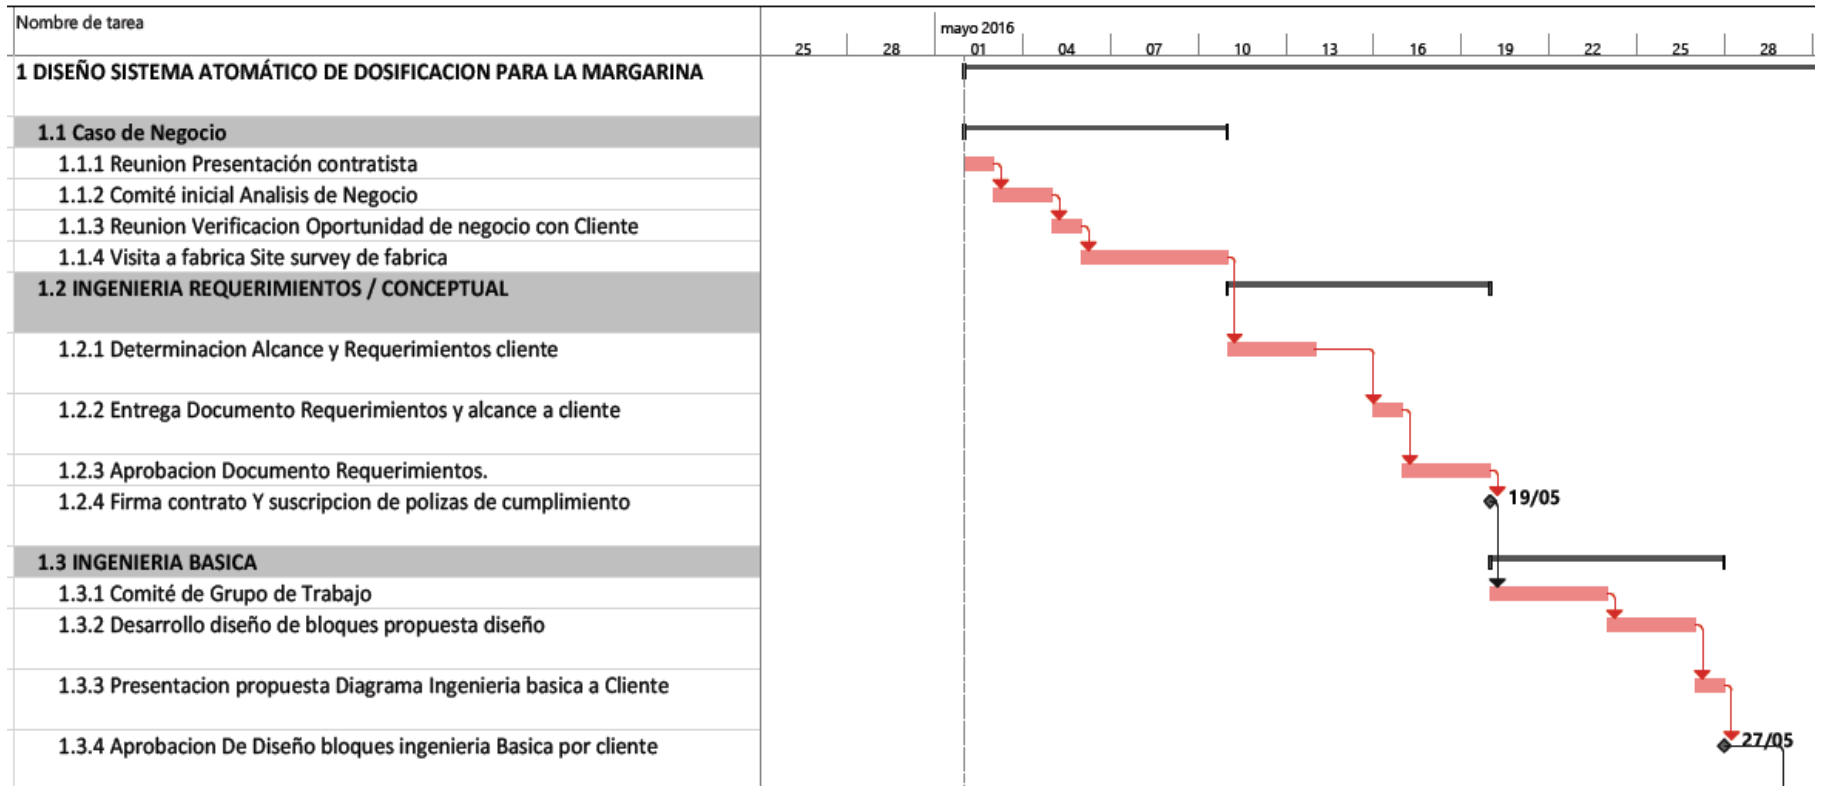 Nombre de tarea
mayo 2016
25 28 01 04 07 10 13 16 19 22 25 28
1 DISEÑO SISTEMA ATOMÁTICO DE DOSIFICACION PARA LA MARGARINA
1.1 Caso de Negocio
1.1.1 Reunion Presentación contratista
1.1.2 Comité inicial Analisis de Negocio
1.1.3 Reunion Verificacion Oportunidad de negocio con Cliente
1.1.4 Visita a fabrica Site survey de fabrica
1.2 INGENIERIA REQUERIMIENTOS / CONCEPTUAL
1.2.1 Determinacion Alcance y Requerimientos cliente
1.2.2 Entrega Documento Requerimientos y alcance a cliente
1.2.3 Aprobacion Documento Requerimientos.
1.2.4 Firma contrato Y suscripcion de polizas de cumplimiento
19/05
1.3 INGENIERIA BASICA
1.3.1 Comité de Grupo de Trabajo
1.3.2 Desarrollo diseño de bloques propuesta diseño
1.3.3 Presentacion propuesta Diagrama Ingenieria basica a Cliente
1.3.4 Aprobacion De Diseño bloques ingenieria Basica por cliente
27/05